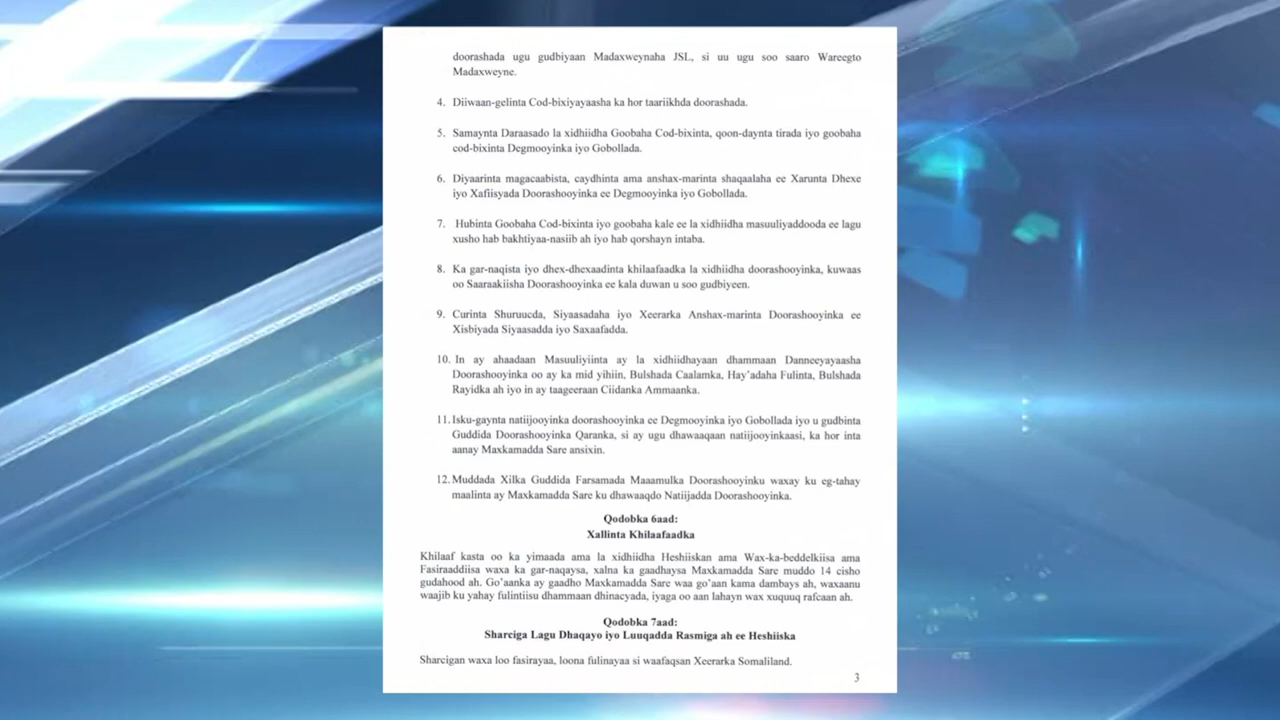 doorashada ugu gudbiyaan Madaxweynaha JSL, si uu ugu soo saaro Wareegto
Madaxweyne.
4. Diiwaan-gelinta Cod-bixiyayaasha ka hor taariikhda doorashada.
5. Samaynta Daraasado la xidhiidha Goobaha Cod-bixinta, qoon-daynta tirada iyo goobaha
cod-bixinta Degmooyinka iyo Gobollada.
6. Diyaarinta magacaabista, caydhinta ama anshax-marinta shaqaalaha ee Xarunta Dhexe
iyo Xafiisyada Doorashooyinka ee Degmooyinka iyo Gobollada.
7. Hubinta Goobaha Cod-bixinta iyo goobaha kale ee la xidhiidha masuuliyaddooda ee lagu
xusho hab bakhtiyaa-nasiib ah iyo hab qorshayn intaba.
8. Ka gar-naqista iyo dhex-dhexaadinta khilaafaadka la xidhiidha doorashooyinka, kuwaas
oo Saaraakiisha Doorashooyinka ee kala duwan u soo gudbiyeen.
9. Curinta Shuruucda, Siyaasadaha iyo Xeerarka Anshax-marinta Doorashooyinka ee
Xisbiyada Siyaasadda iyo Saxaafadda.
10. In ay ahaadaan Masuuliyiinta ay la xidhiidhayaan dhammaan Danneeyayaasha
Doorashooyinka oo ay ka mid yihiin, Bulshada Caalamka, Hay'adaha Fulinta, Bulshada
Rayidka ah iyo in ay taageeraan Ciidanka Ammaanka.
11. Isku-gaynta natiijooyinka doorashooyinka ee Degmooyinka iyo Gobollada iyo u gudbinta
Guddida Doorashooyinka Qaranka, si ay ugu dhawaaqaan natiijooyinkaasi, ka hor inta
aanay Maxkamadda Sare ansixin.
12. Muddada Xilka Guddida Farsamada Maaamulka Doorashooyinku waxay ku eg-tahay
maalinta ay Maxkamadda Sare ku dhawaaqdo Natiijadda Doorashooyinka.
Qodobka 6aad:
Xallinta Khilaafaadka
Khilaaf kasta oo ka yimaada ama la xidhiidha Heshiiskan ama Wax-ka-beddelkiisa ama
Fasiraaddiisa waxa ka gar-naqaysa, xalna ka gaadhaysa Maxkamadda Sare muddo 14 cisho
gudahood ah. Go'aanka ay gaadho Maxkamadda Sare waa go'aan kama dambays ah, waxaanu
waajib ku yahay fulintiisu dhammaan dhinacyada, iyaga oo aan lahayn wax xuquuq rafcaan ah.
Qodobka 7aad:
Sharciga Lagu Dhaqayo iyo Luuqadda Rasmiga ah ee Heshiiska
Sharcigan waxa loo fasirayaa, loona fulinayaa si waafaqsan Xeerarka Somaliland.
3